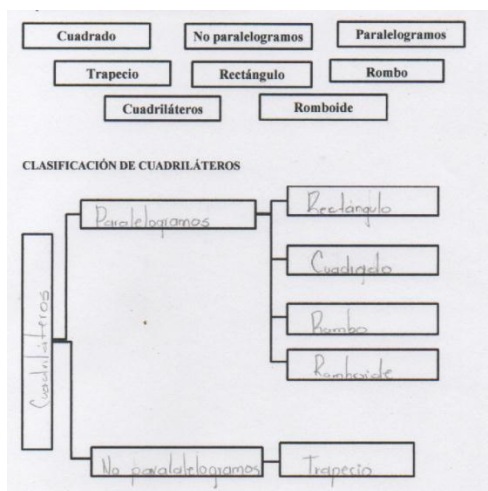 Cuadrado No paralelogramos Paralelogramos
Trapecio Rectángulo Rombo
Cuadriláteros Romboide
CLASIFICACIÓN DE CUADRILÁTEROS
Paralelogramos
Rectángulo
Cuadrado
Rombo
Romboide
Cuadriláteros
No paralalelogramos
Trapecio